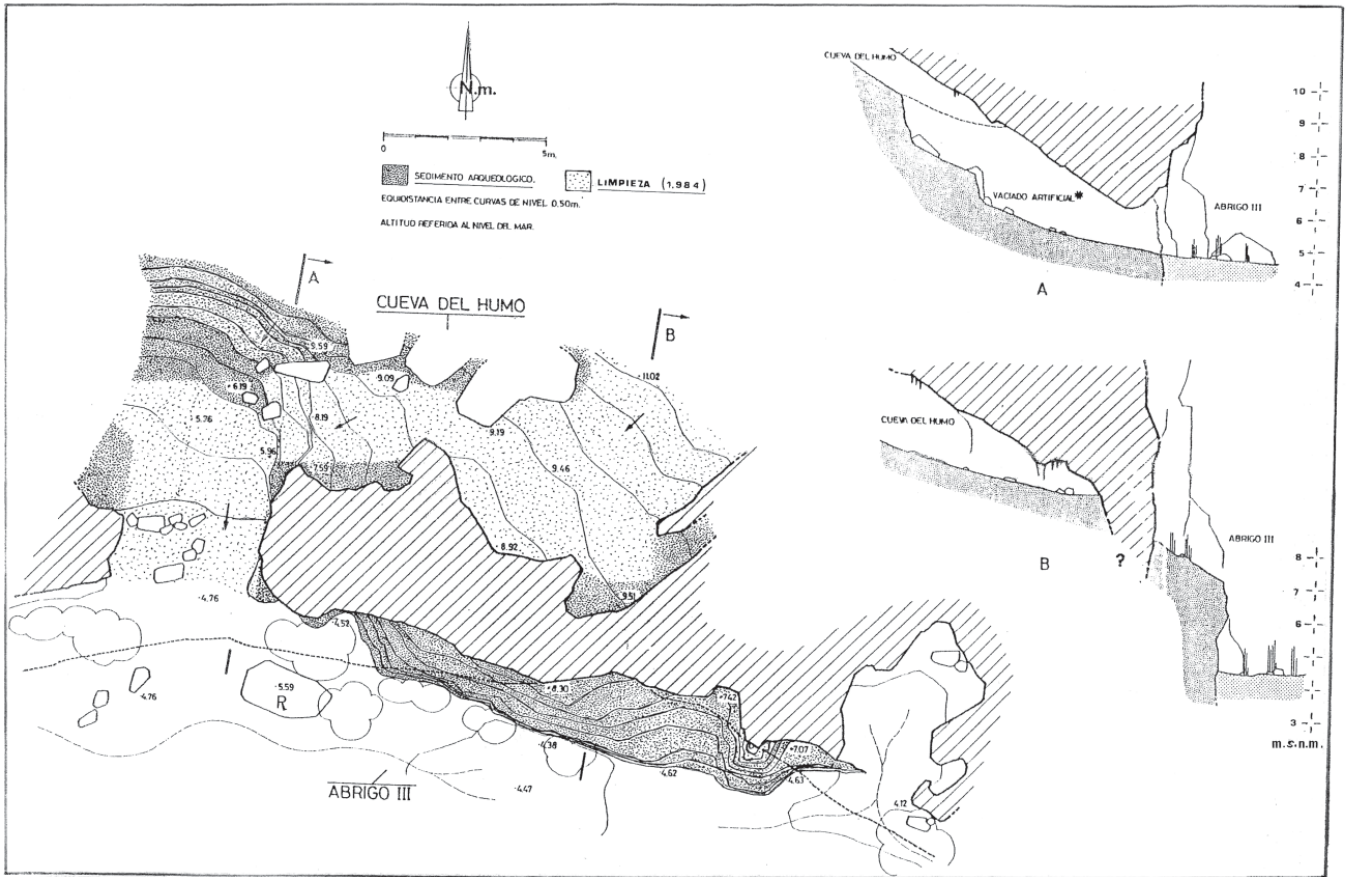 N.m.
0 5m.
SEDIMENTO ARQUEOLOGICO. LIMPIEZA (1.984)
EQUIDISTANCIA ENTRE CURVAS DE NIVEL 0,50m.
ALTITUD REFERIDA AL NIVEL DEL MAR.
A
CUEVA DEL HUMO
B
9.59
11.02
9.09
6.19
5.76
8.19
9.19
5.96
7.59
9.46
8.92
9.51
4.76
4.52
5.59
R
4.76
8.30
7.42
7.07
4.38
4.62
4.63
4.47
4.12
ABRIGO III
CUEVA DEL HUMO
10
9
8
7
6
5
4
VACIADO ARTIFICIAL*
ABRIGO III
A
CUEVA DEL HUMO
ABRIGO III
B
?
8
7
6
3
m.s.n.m.